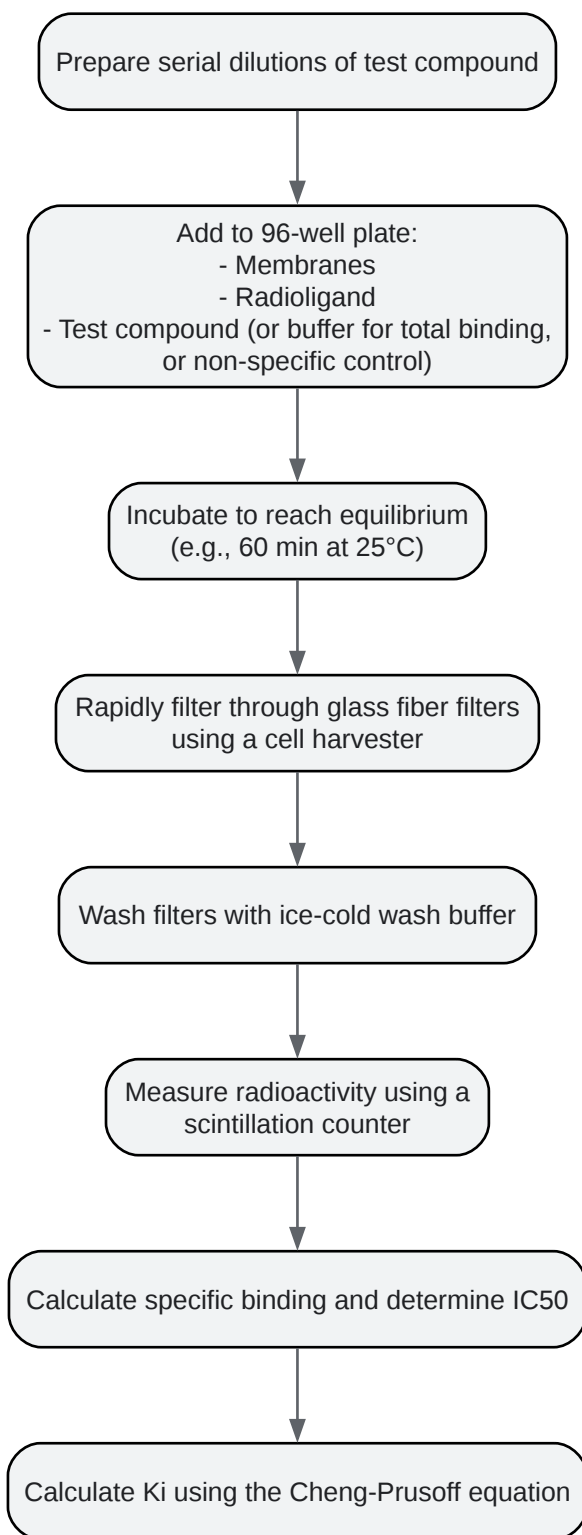 Prepare serial dilutions of test compound
Add to 96-well plate:
- Membranes
- Radioligand
- Test compound (or buffer for total binding,
or non-specific control)
Incubate to reach equilibrium
(e.g., 60 min at 25°C)
Rapidly filter through glass fiber filters
using a cell harvester
Wash filters with ice-cold wash buffer
Measure radioactivity using a
scintillation counter
Calculate specific binding and determine IC50
Calculate Ki using the Cheng-Prusoff equation